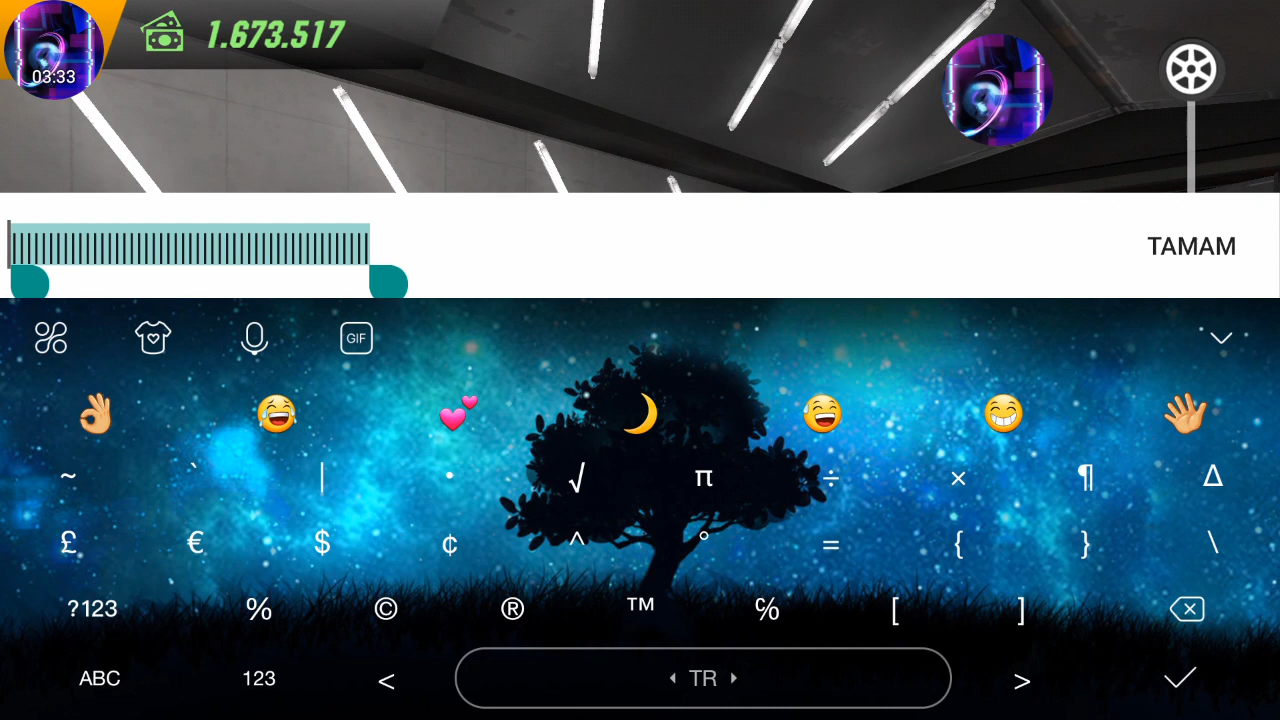 03:33
1.673.517
TAMAM
GIF
~ ` | • √ π ÷ × ¶ Δ
£ € $ ¢ ^ ° = { } \
?123 % © ® ™ ℅ [ ]
ABC 123 < TR >